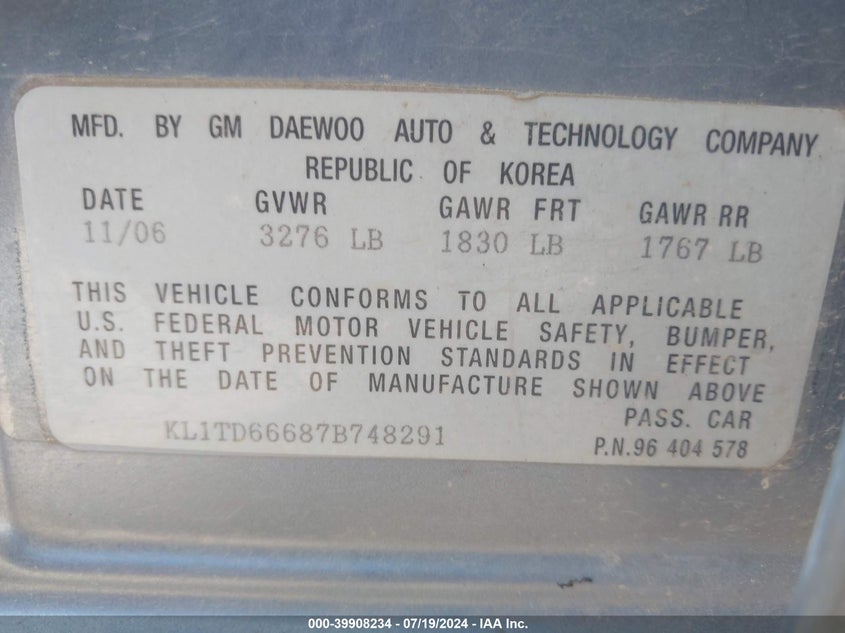 MFD. BY GM DAEWOO AUTO & TECHNOLOGY COMPANY
REPUBLIC OF KOREA
DATE GVWR GAWR FRT GAWR RR
11/06 3276 LB 1830 LB 1767 LB
THIS VEHICLE CONFORMS TO ALL APPLICABLE
U.S. FEDERAL MOTOR VEHICLE SAFETY, BUMPER,
AND THEFT PREVENTION STANDARDS IN EFFECT
ON THE DATE OF MANUFACTURE SHOWN ABOVE
PASS. CAR
KL1TD66687B748291
P.N.96 404 578
000-39908234 - 07/19/2024 - IAA Inc.